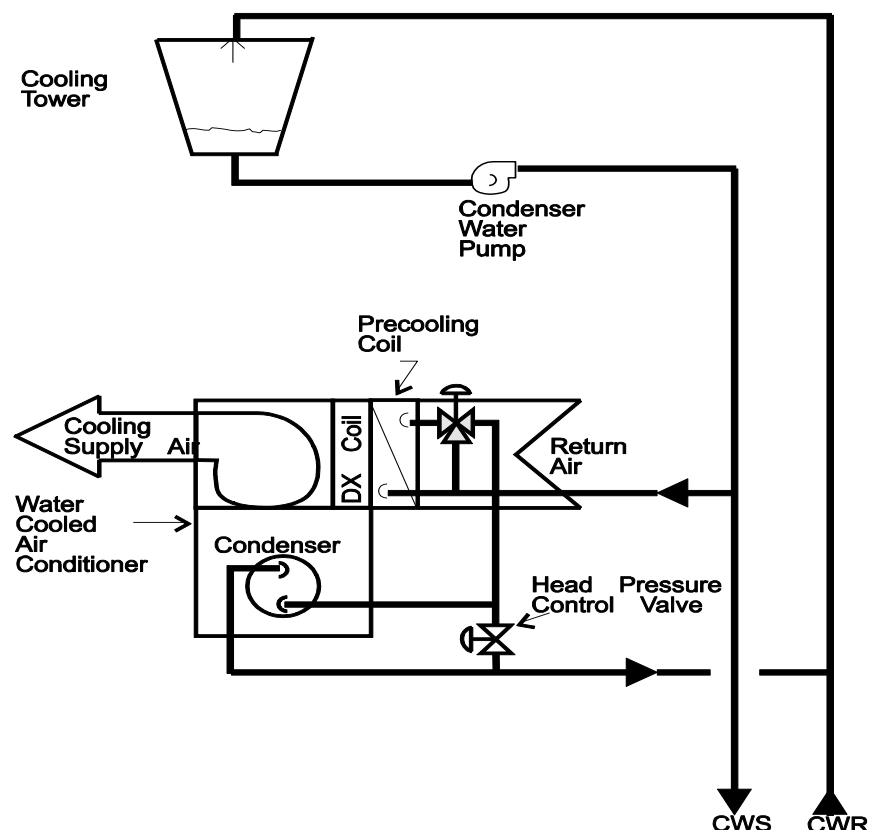 Cooling
Tower
Condenser
Water
Pump
Precooling
Coil
Cooling
Supply Air
DX Coil
Return
Air
Water
Cooled
Air
Conditioner
Condenser
Head Pressure
Control Valve
CWS
CWR